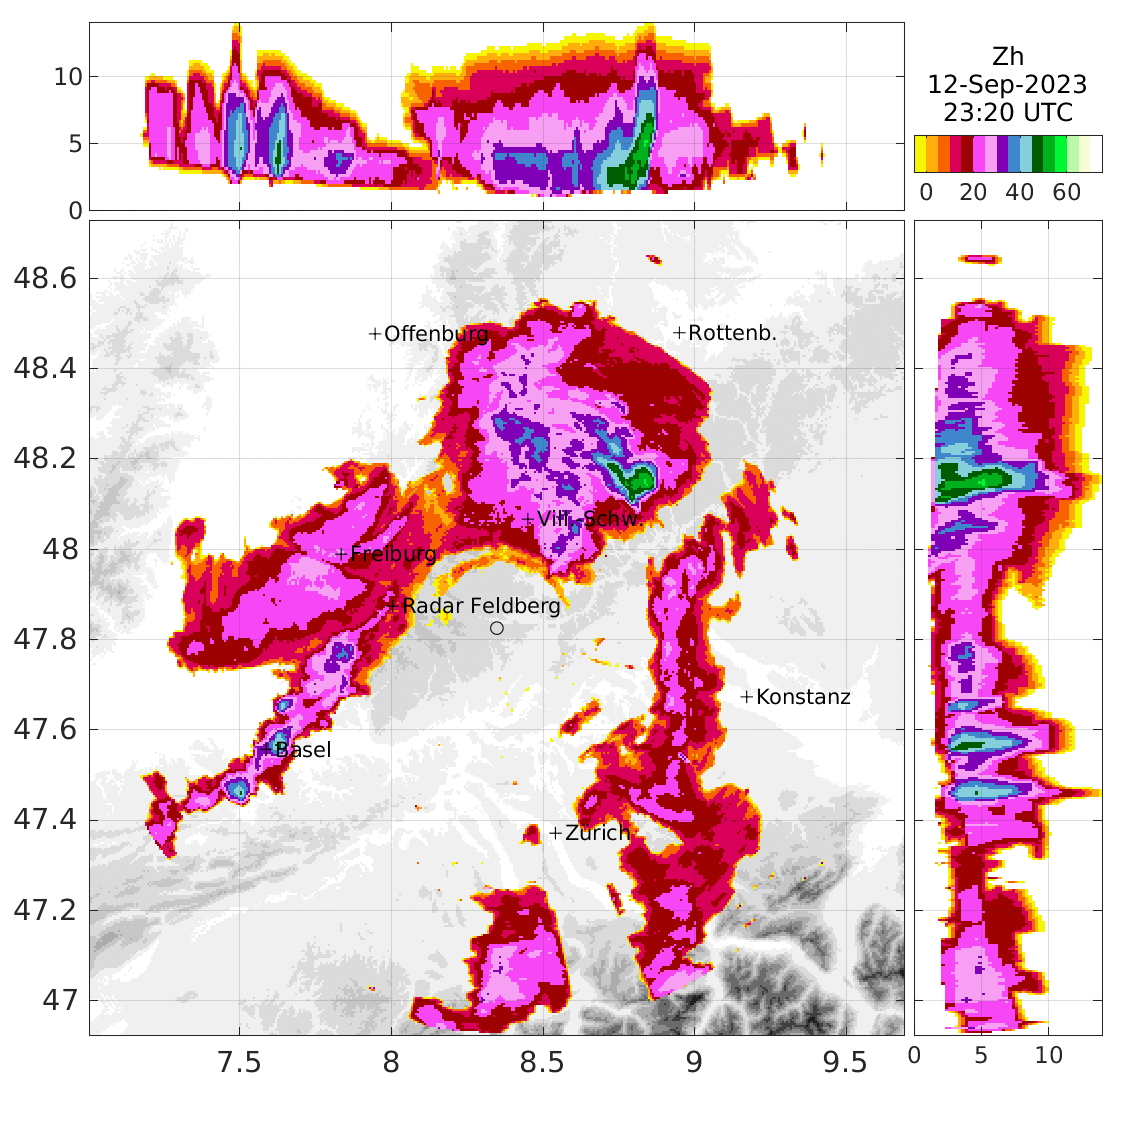 10
5
0
Zh
12-Sep-2023
23:20 UTC
0 20 40 60
48.6
48.4
48.2
48
47.8
47.6
47.4
47.2
47
+Offenburg
+Rottenb.
+Vill.-Schw.
+Freiburg
+Radar Feldberg
+Konstanz
+Basel
+Zürich
7.5 8 8.5 9 9.5
0 5 10